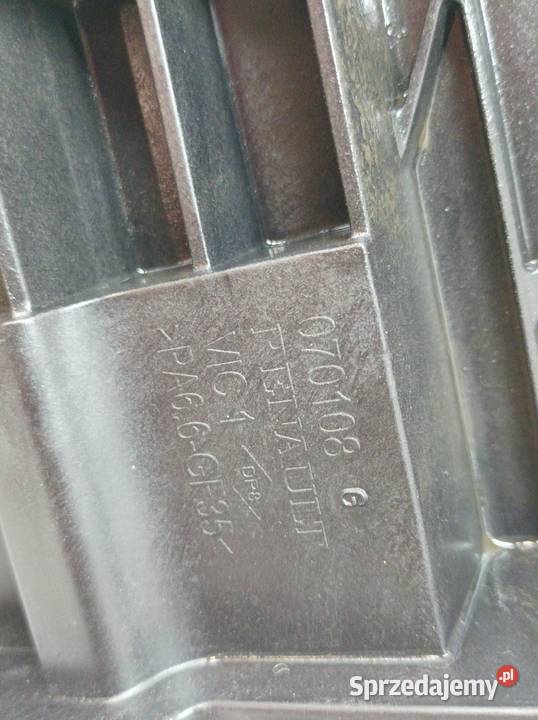 070108 G
RENAULT
VIC 1 <DP8>
>PA6.6-GF35<
Sprzedajemy.pl